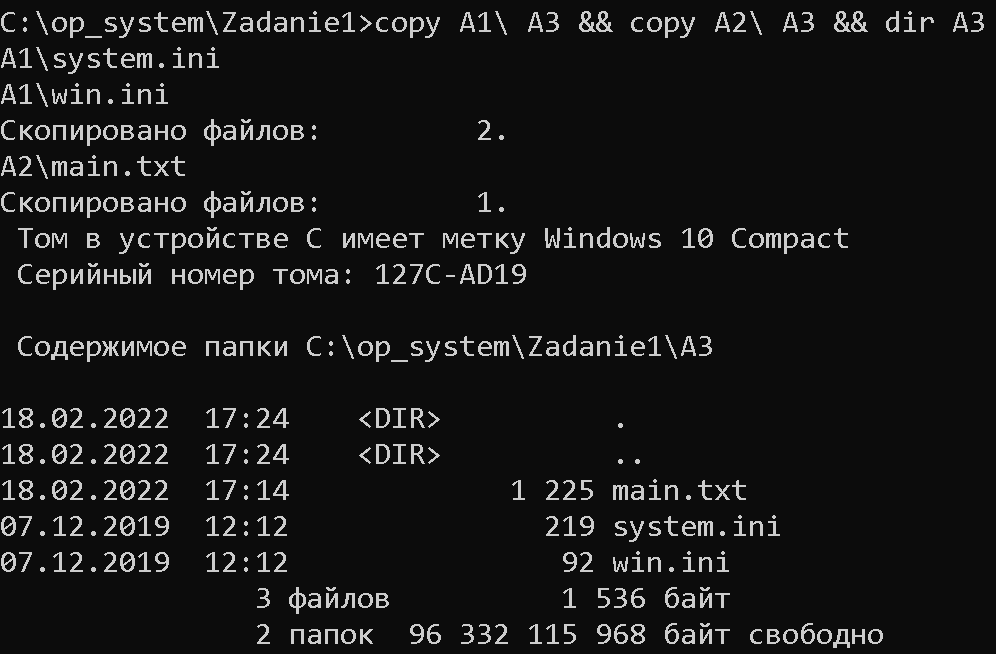 C:\op_system\Zadanie1>copy A1\ A3 && copy A2\ A3 && dir A3
A1\system.ini
A1\win.ini
Скопировано файлов:         2.
A2\main.txt
Скопировано файлов:         1.
 Том в устройстве C имеет метку Windows 10 Compact
 Серийный номер тома: 127C-AD19

 Содержимое папки C:\op_system\Zadanie1\A3

18.02.2022  17:24    <DIR>          .
18.02.2022  17:24    <DIR>          ..
18.02.2022  17:14             1 225 main.txt
07.12.2019  12:12               219 system.ini
07.12.2019  12:12                92 win.ini
               3 файлов          1 536 байт
               2 папок  96 332 115 968 байт свободно